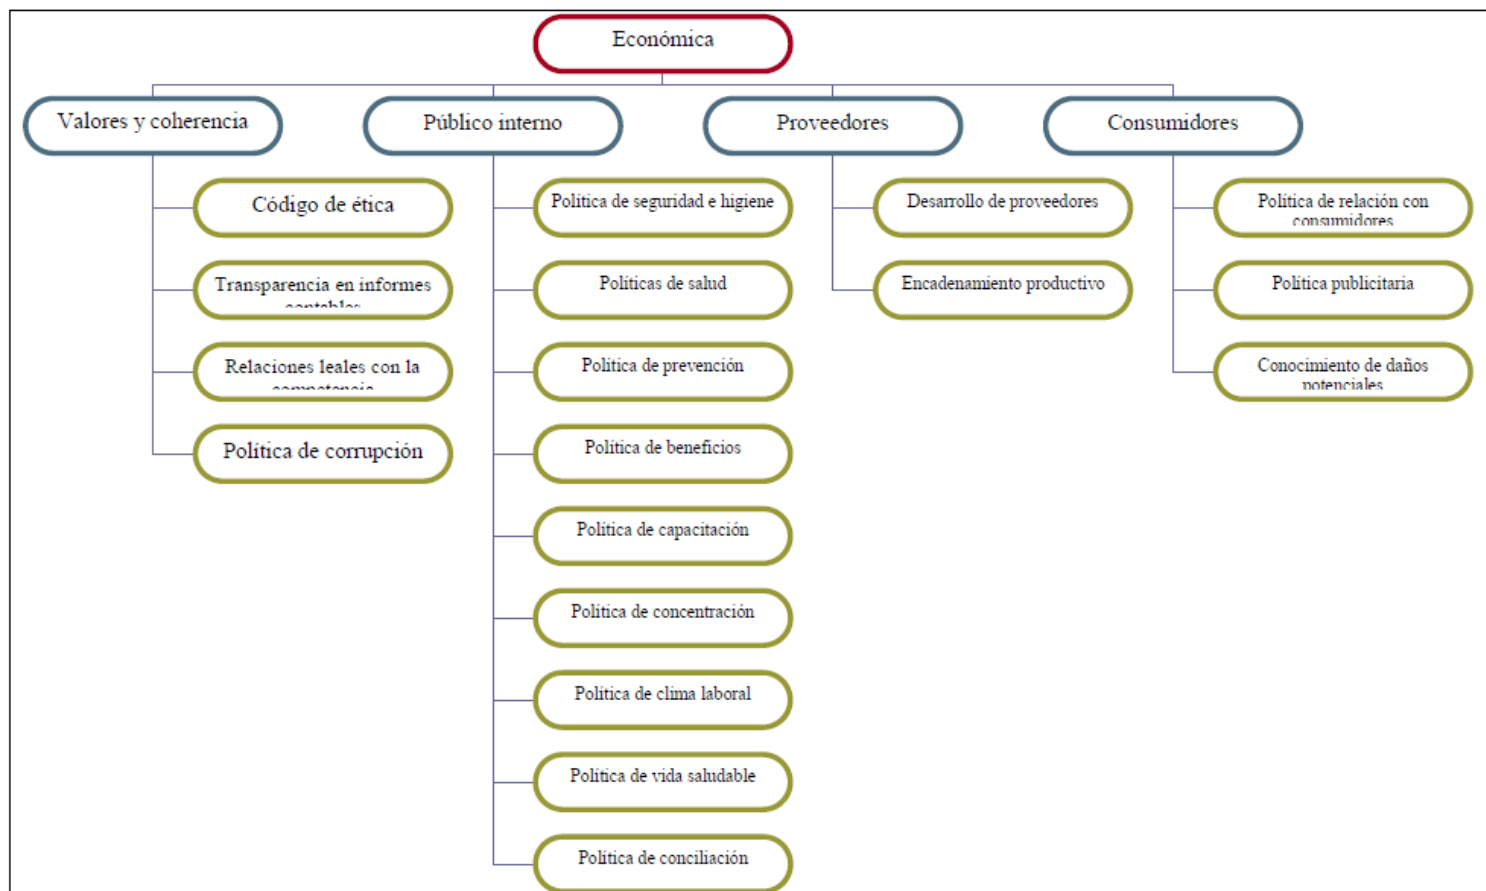 Económica
Valores y coherencia
Público interno
Proveedores
Consumidores
Código de ética
Transparencia en informes
contables
Relaciones leales con la
competencia
Política de corrupción
Política de seguridad e higiene
Políticas de salud
Política de prevención
Política de beneficios
Política de capacitación
Política de concentración
Política de clima laboral
Política de vida saludable
Política de conciliación
Desarrollo de proveedores
Encadenamiento productivo
Política de relación con
consumidores
Política publicitaria
Conocimiento de daños
potenciales